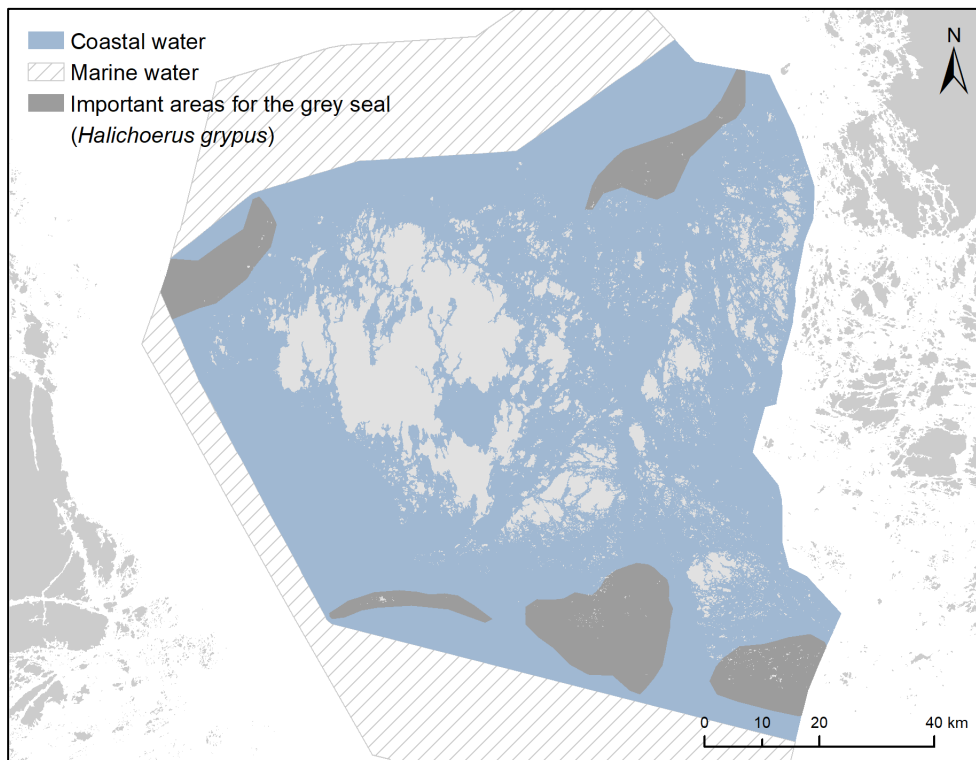 Coastal water
Marine water
Important areas for the grey seal
(Halichoerus grypus)
N
0 10 20 40 km